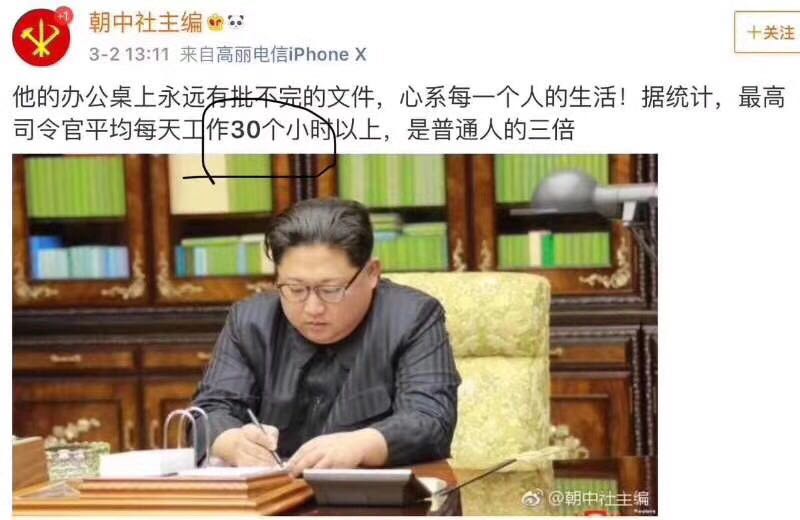 +1
朝中社主编
+关注
3-2 13:11 来自高丽电信iPhone X
他的办公桌上永远有批不完的文件，心系每一个人的生活！据统计，最高
司令官平均每天工作30个小时以上，是普通人的三倍
@朝中社主编